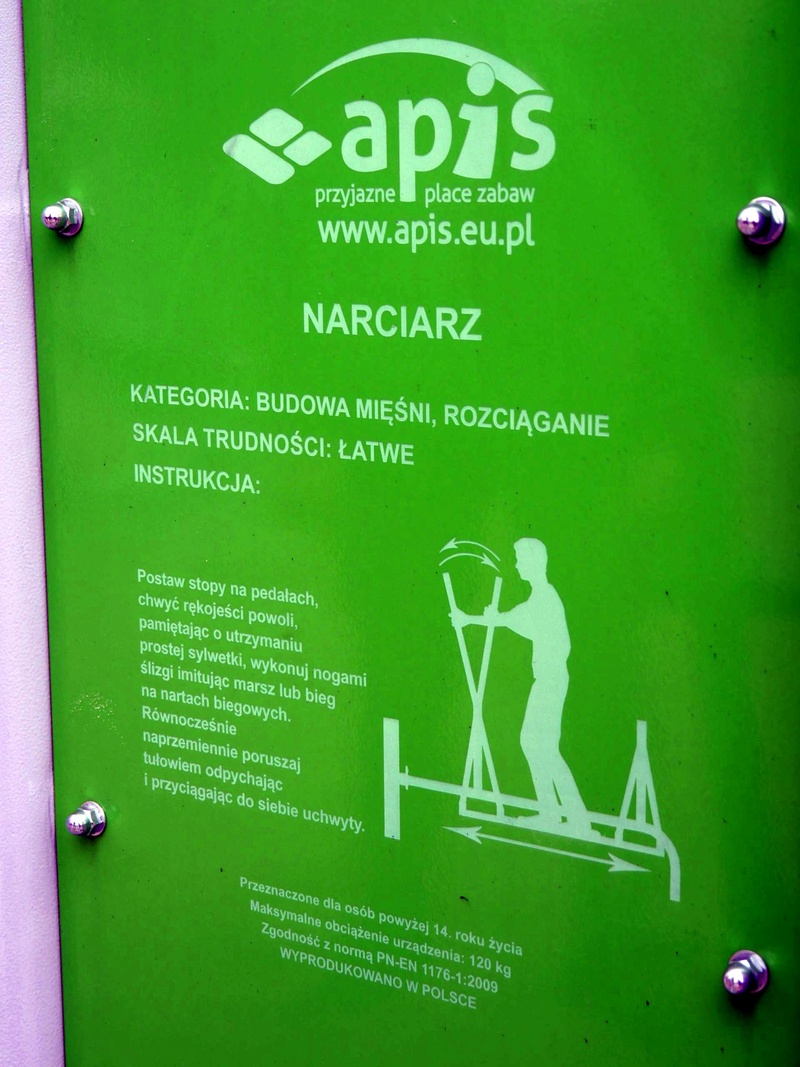 apis
przyjazne place zabaw
www.apis.eu.pl
NARCIARZ
KATEGORIA: BUDOWA MIĘŚNI, ROZCIĄGANIE
SKALA TRUDNOŚCI: ŁATWE
INSTRUKCJA:
Postaw stopy na pedałach,
chwyć rękojeści powoli,
pamiętając o utrzymaniu
prostej sylwetki, wykonuj nogami
ślizgi imitując marsz lub bieg
na nartach biegowych.
Równocześnie
naprzemiennie poruszaj
tułowiem odpychając
i przyciągając do siebie uchwyty.
Przeznaczone dla osób powyżej 14. roku życia
Maksymalne obciążenie urządzenia: 120 kg
Zgodność z normą PN-EN 1176-1:2009
WYPRODUKOWANO W POLSCE